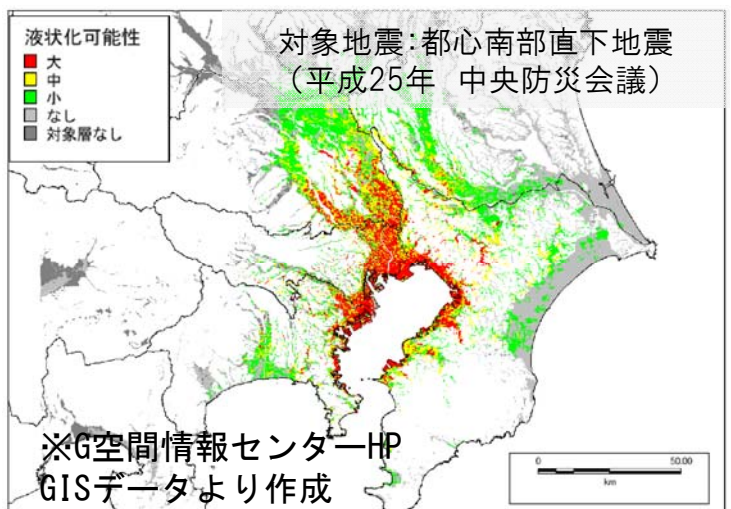 液状化可能性
大
中
小
なし
対象層なし
対象地震:都心南部直下地震
(平成25年 中央防災会議)
※G空間情報センターHP
GISデータより作成
0 50.00
km